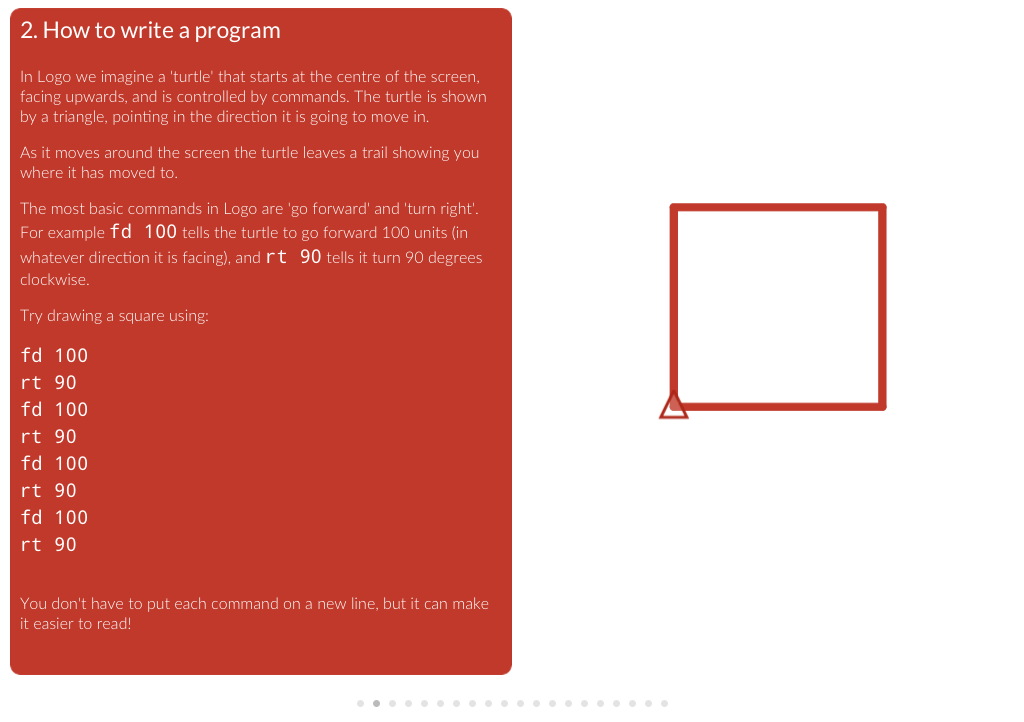 2. How to write a program
In Logo we imagine a 'turtle' that starts at the centre of the screen,
facing upwards, and is controlled by commands. The turtle is shown
by a triangle, pointing in the direction it is going to move in.
As it moves around the screen the turtle leaves a trail showing you
where it has moved to.
The most basic commands in Logo are 'go forward' and 'turn right'.
For example fd 100 tells the turtle to go forward 100 units (in
whatever direction it is facing), and rt 90 tells it turn 90 degrees
clockwise.
Try drawing a square using:
fd 100
rt 90
fd 100
rt 90
fd 100
rt 90
fd 100
rt 90
You don't have to put each command on a new line, but it can make
it easier to read!